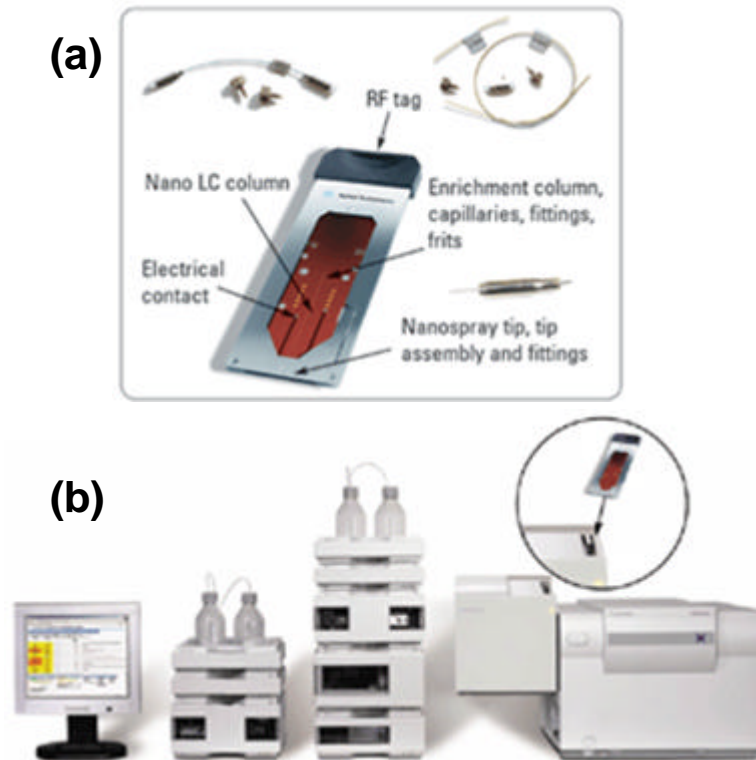 (a)
RF tag
Nano LC column
Enrichment column,
capillaries, fittings,
frits
Electrical
contact
Nanospray tip, tip
assembly and fittings
(b)